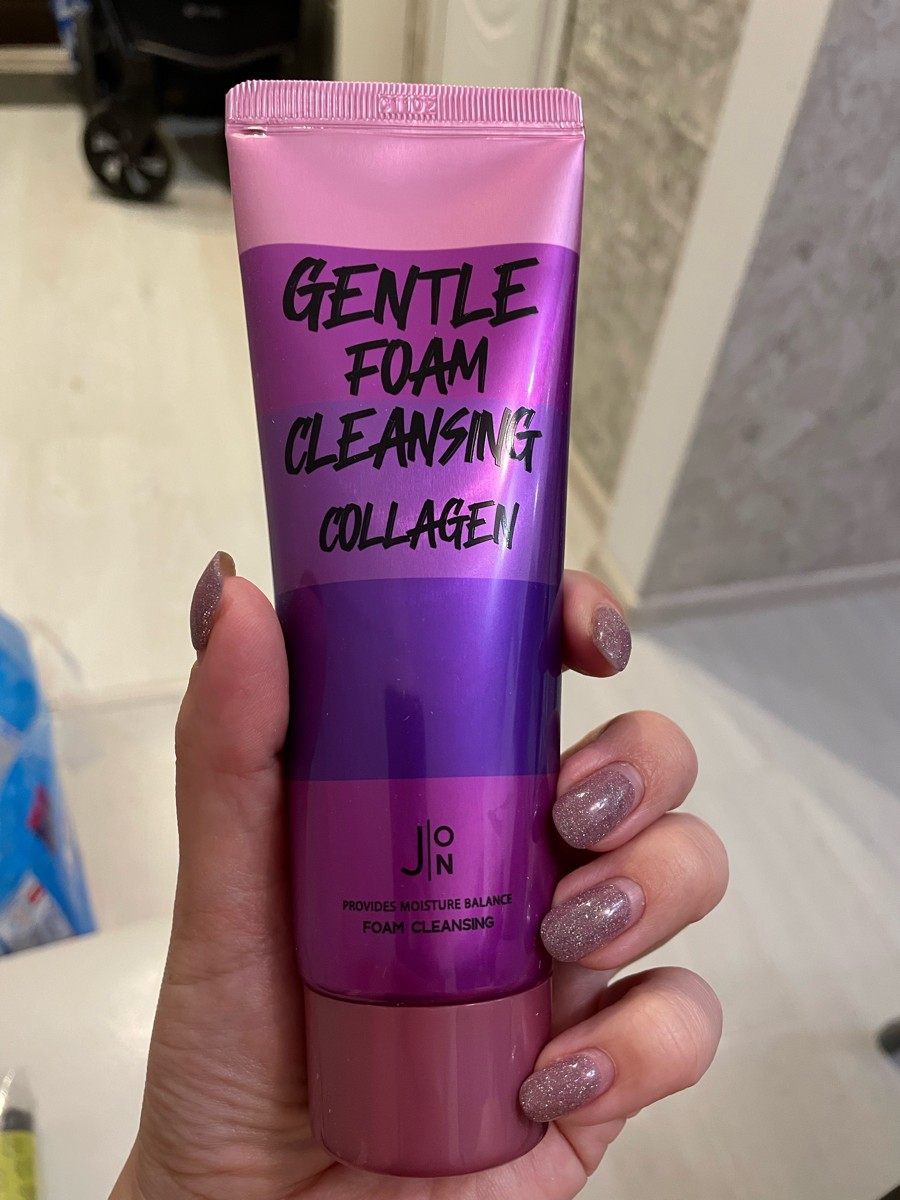 GENTLE
FOAM
CLEANSING
COLLAGEN
J|ON
PROVIDES MOISTURE BALANCE
FOAM CLEANSING